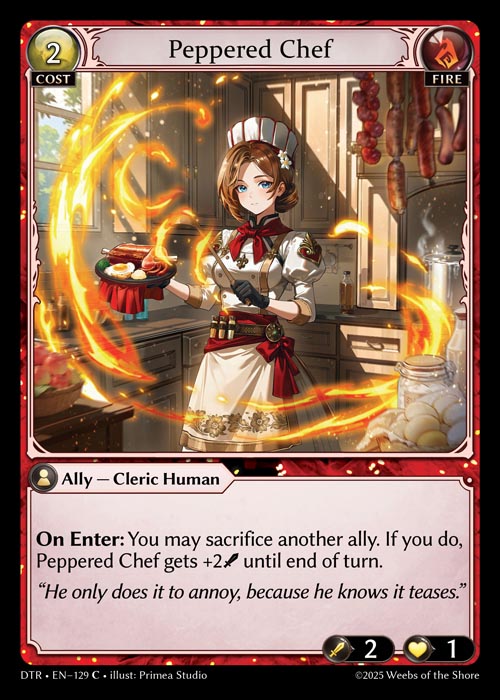 2
COST
Peppered Chef
FIRE
Ally — Cleric Human
On Enter: You may sacrifice another ally. If you do,
Peppered Chef gets +2 until end of turn.
“He only does it to annoy, because he knows it teases.”
2
1
DTR • EN–129 C • illust: Primea Studio
©2025 Weebs of the Shore